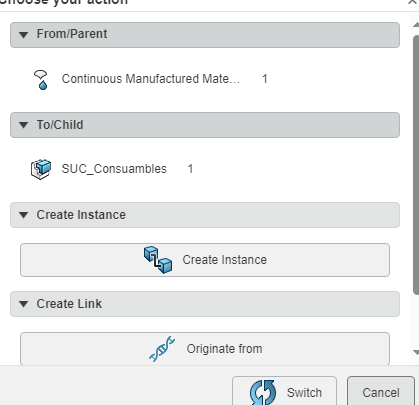 Choose your action
From/Parent
Continuous Manufactured Mate... 1
To/Child
SUC_Consuambles 1
Create Instance
Create Instance
Create Link
Originate from
Switch Cancel